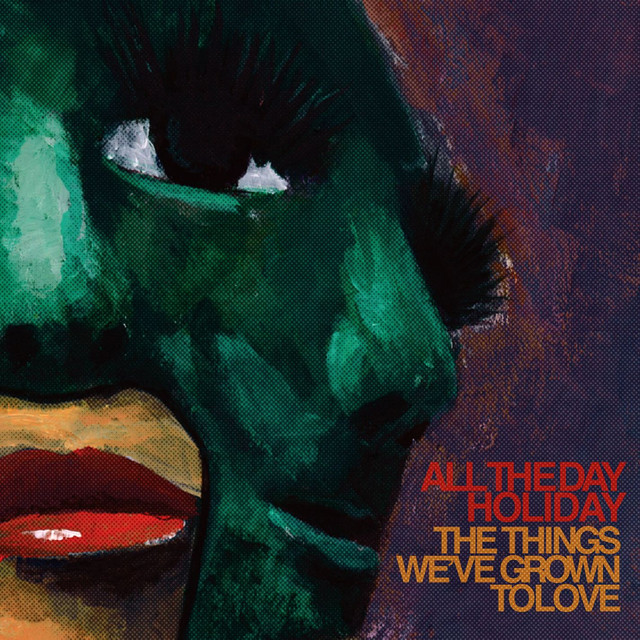 ALL THE DAY
HOLIDAY
THE THINGS
WE'VE GROWN
TO LOVE